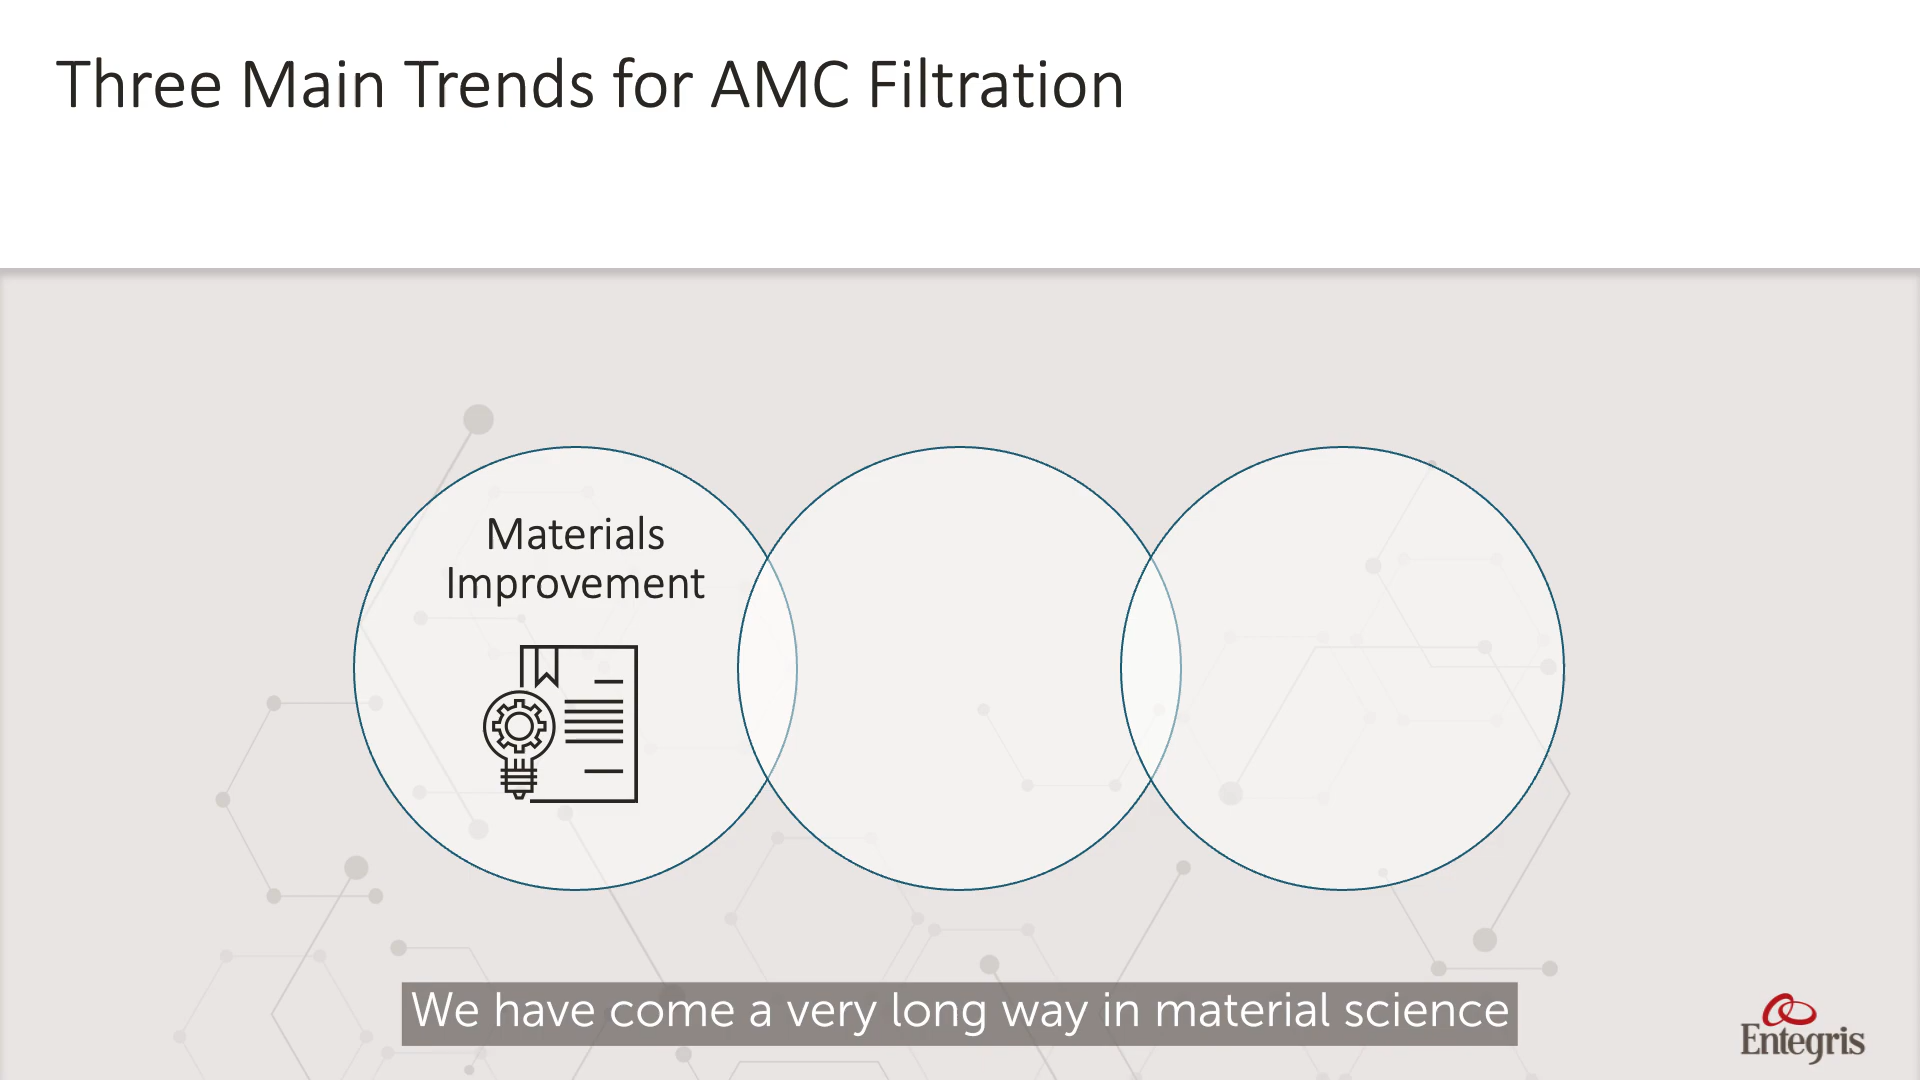 Three Main Trends for AMC Filtration
Materials
Improvement
We have come a very long way in material science
Entegris